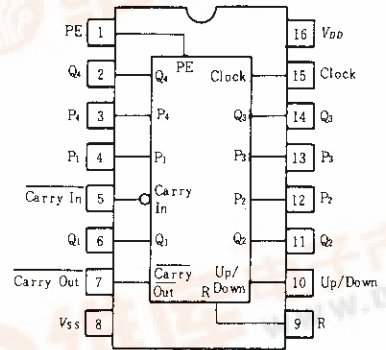 PE 1 16 VDD
PE
Q4 2 Q4 Clock 15 Clock
P4 3 P4 Q3 14 Q3
P1 4 P1 P3 13 P3
Carry In 5 Carry In P2 12 P2
Q1 6 Q1 Q2 11 Q2
Carry Out 7 Carry Out Up/Down 10 Up/Down
R
VSS 8 9 R